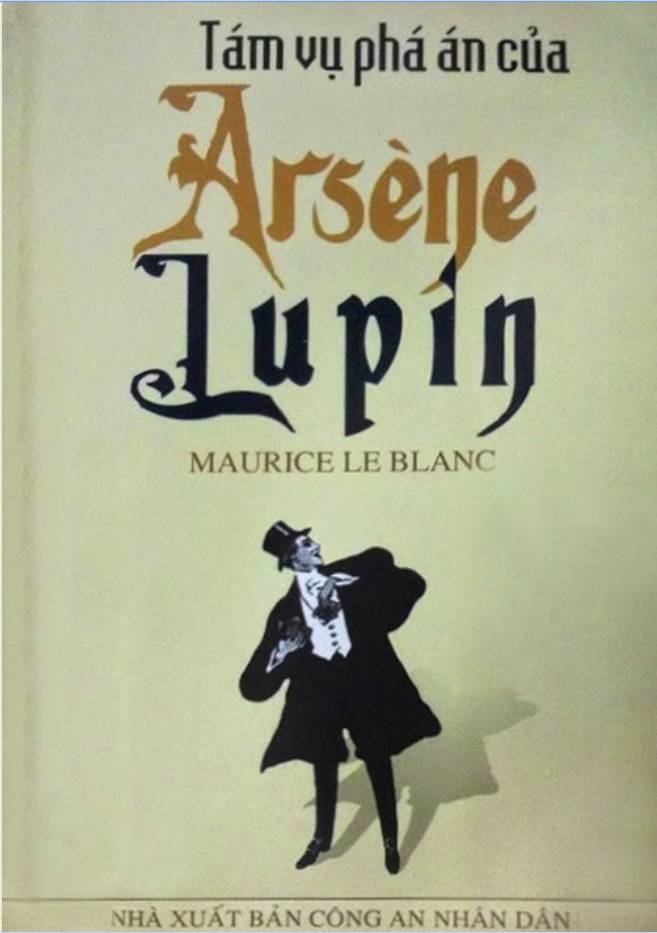 Tám vụ phá án của
Arsène
Lupin
MAURICE LE BLANC
NHÀ XUẤT BẢN CÔNG AN NHÂN DÂN